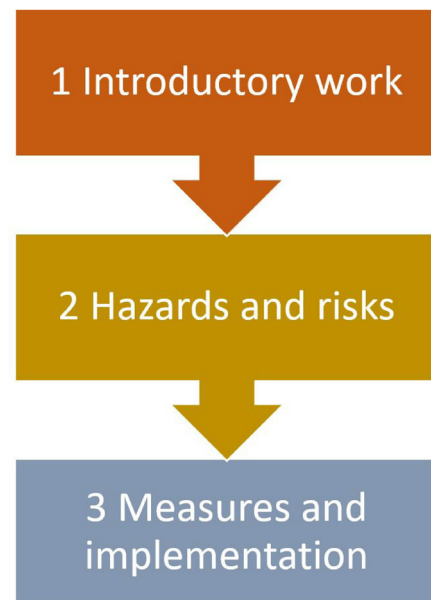 1 Introductory work
2 Hazards and risks
3 Measures and
implementation